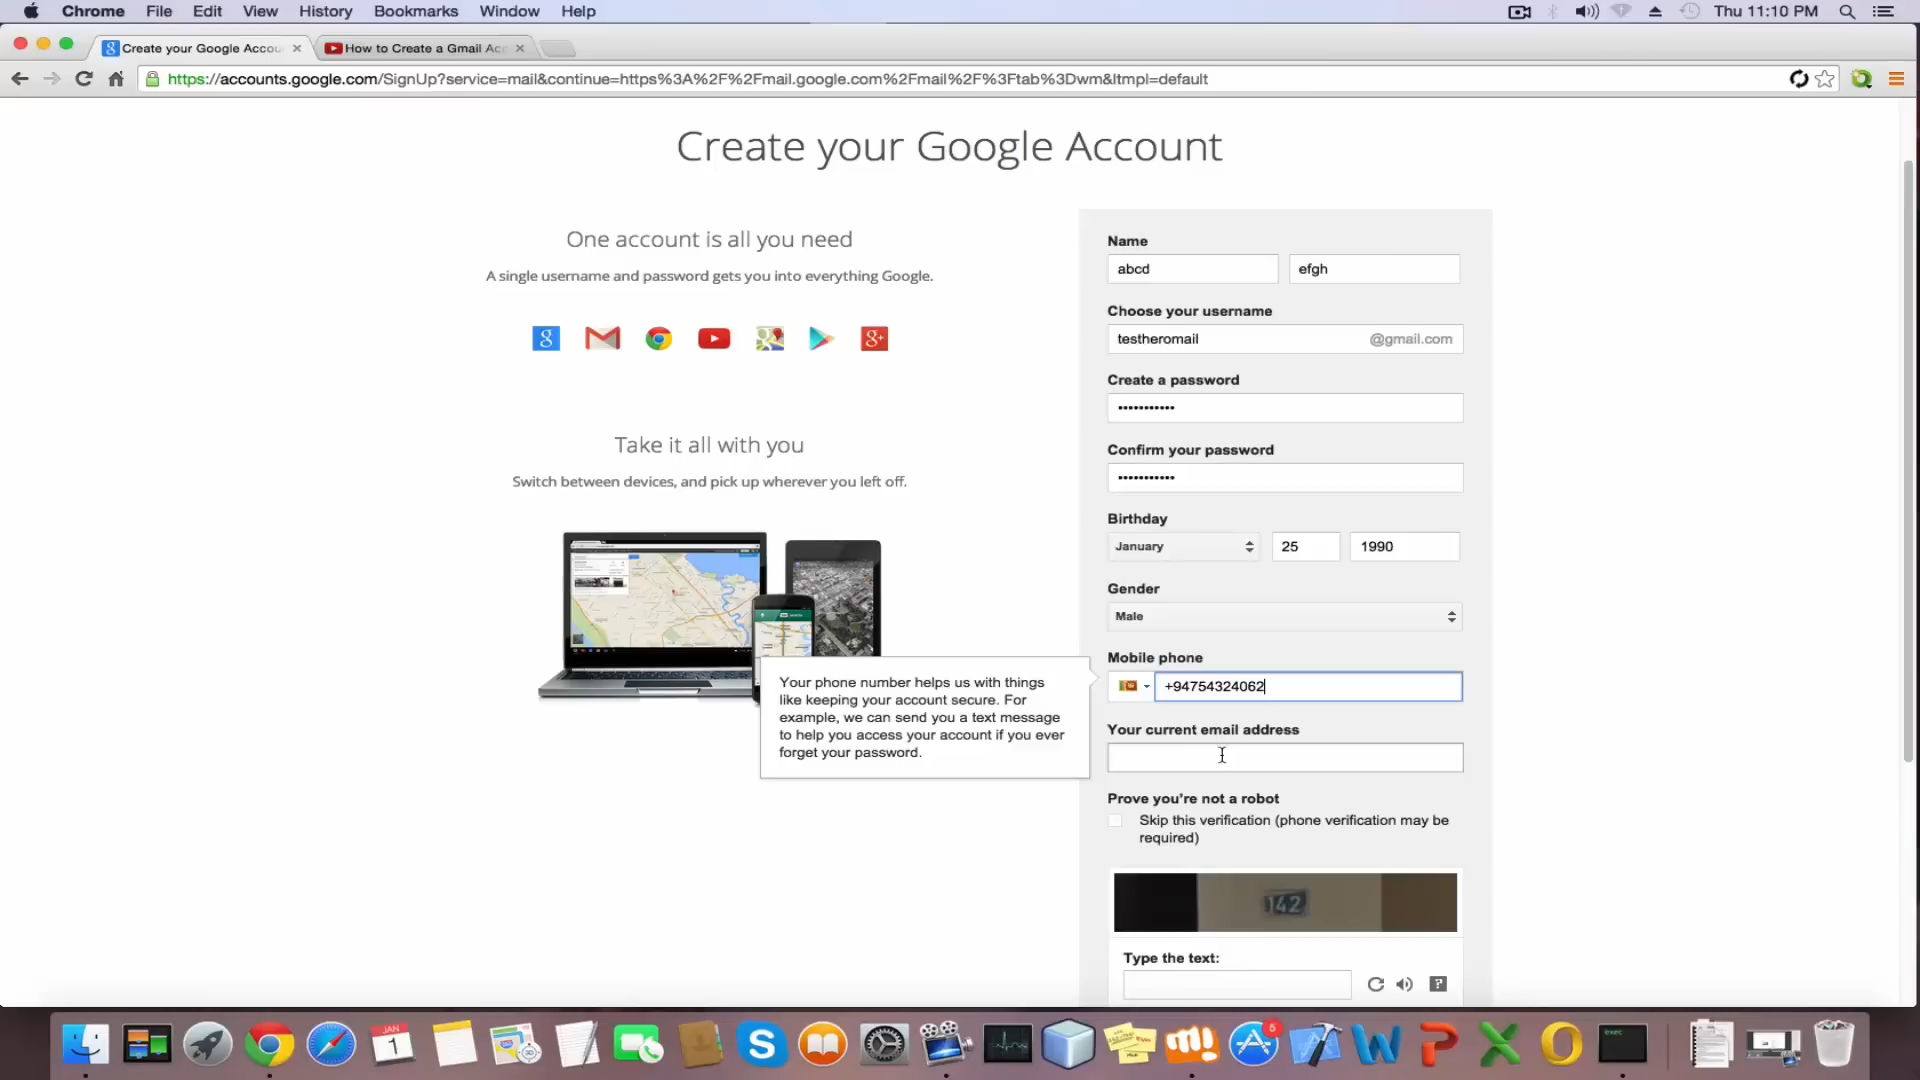 Chrome File Edit View History Bookmarks Window Help Thu 11:10 PM
Create your Google Accou How to Create a Gmail Acc
https://accounts.google.com/SignUp?service=mail&continue=https%3A%2F%2Fmail.google.com%2Fmail%2F%3Ftab%3Dwm&ltmpl=default
Create your Google Account
One account is all you need
A single username and password gets you into everything Google.
Take it all with you
Switch between devices, and pick up wherever you left off.
Name
abcd efgh
Choose your username
testheromail @gmail.com
Create a password
•••••••••••
Confirm your password
•••••••••••
Birthday
January 25 1990
Gender
Male
Mobile phone
+94754324062
Your phone number helps us with things
like keeping your account secure. For
example, we can send you a text message
to help you access your account if you ever
forget your password.
Your current email address
Prove you're not a robot
Skip this verification (phone verification may be
required)
142
Type the text:
JAN
1
5
exec